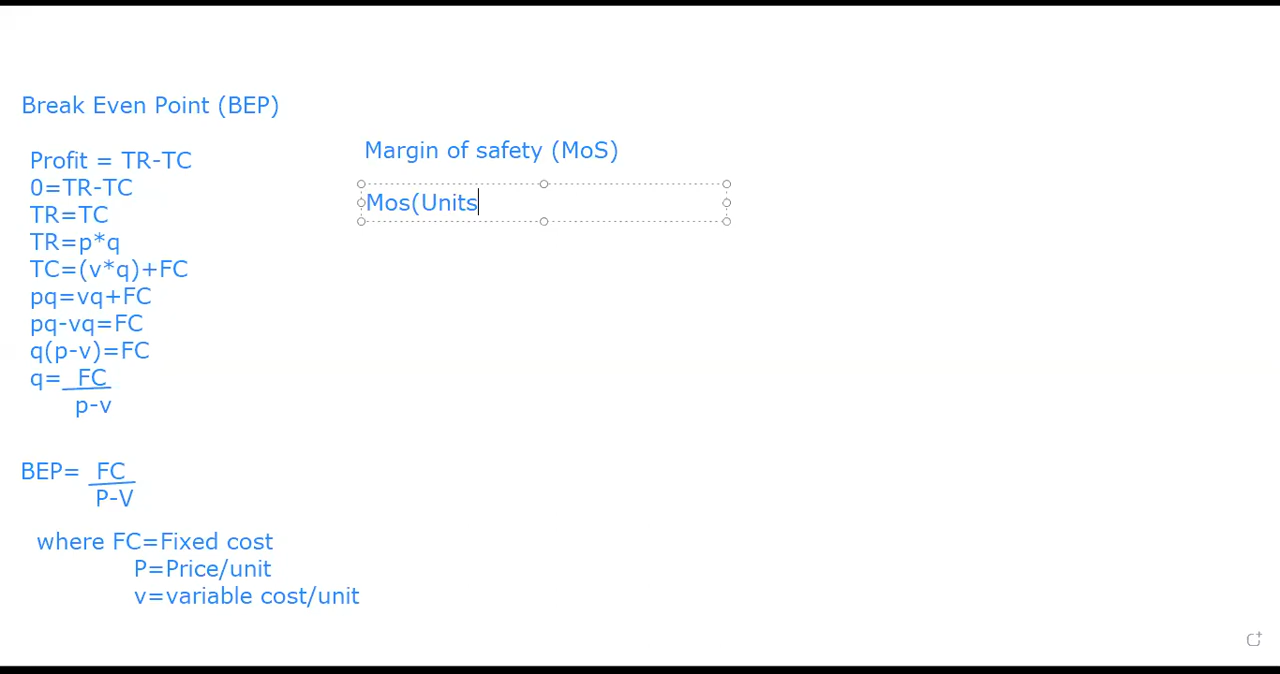 Break Even Point (BEP)
Profit = TR-TC
0=TR-TC
TR=TC
TR=p*q
TC=(v*q)+FC
pq=vq+FC
pq-vq=FC
q(p-v)=FC
q= FC
p-v
BEP= FC
P-V
where FC=Fixed cost
P=Price/unit
v=variable cost/unit
Margin of safety (MoS)
Mos(Units